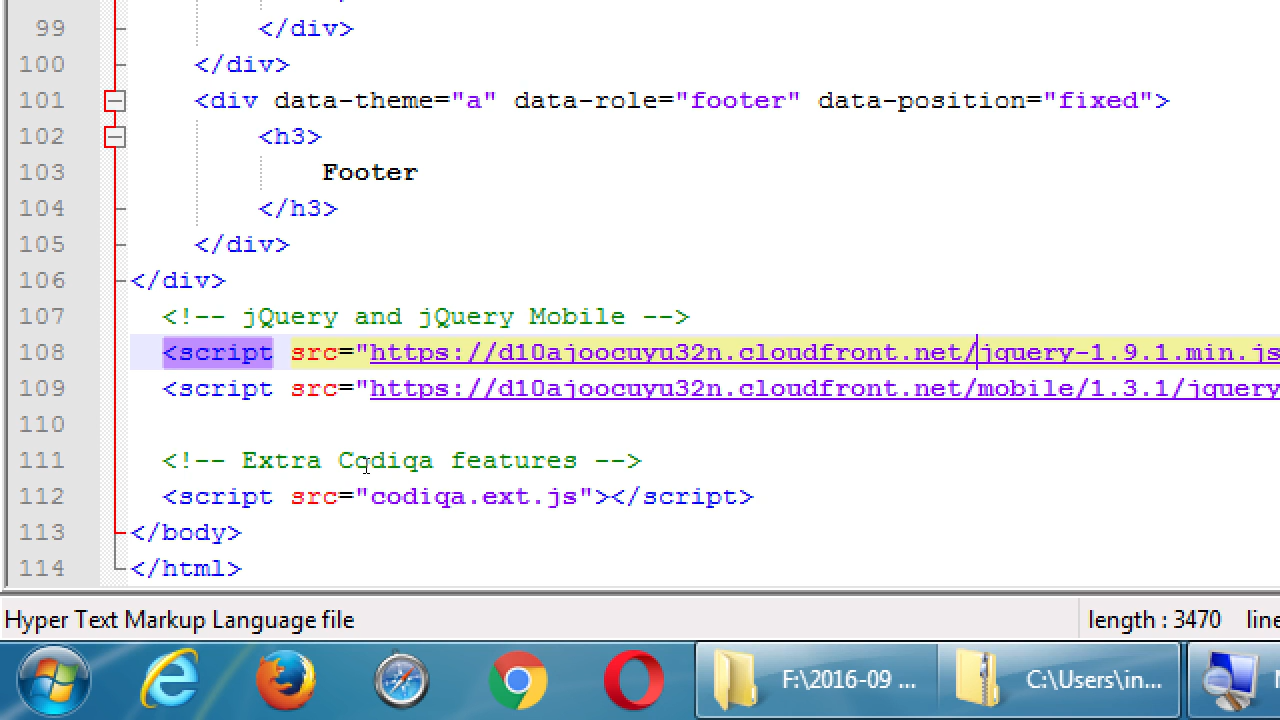 99 </div>
100 </div>
101 <div data-theme="a" data-role="footer" data-position="fixed">
102 <h3>
103 Footer
104 </h3>
105 </div>
106 </div>
107 <!-- jQuery and jQuery Mobile -->
108 <script src="https://d10ajoocuyu32n.cloudfront.net/jquery-1.9.1.min.js
109 <script src="https://d10ajoocuyu32n.cloudfront.net/mobile/1.3.1/jquery
110
111 <!-- Extra Codiqa features -->
112 <script src="codiqa.ext.js"></script>
113 </body>
114 </html>
Hyper Text Markup Language file length : 3470 line
F:\2016-09 ... C:\Users\in...